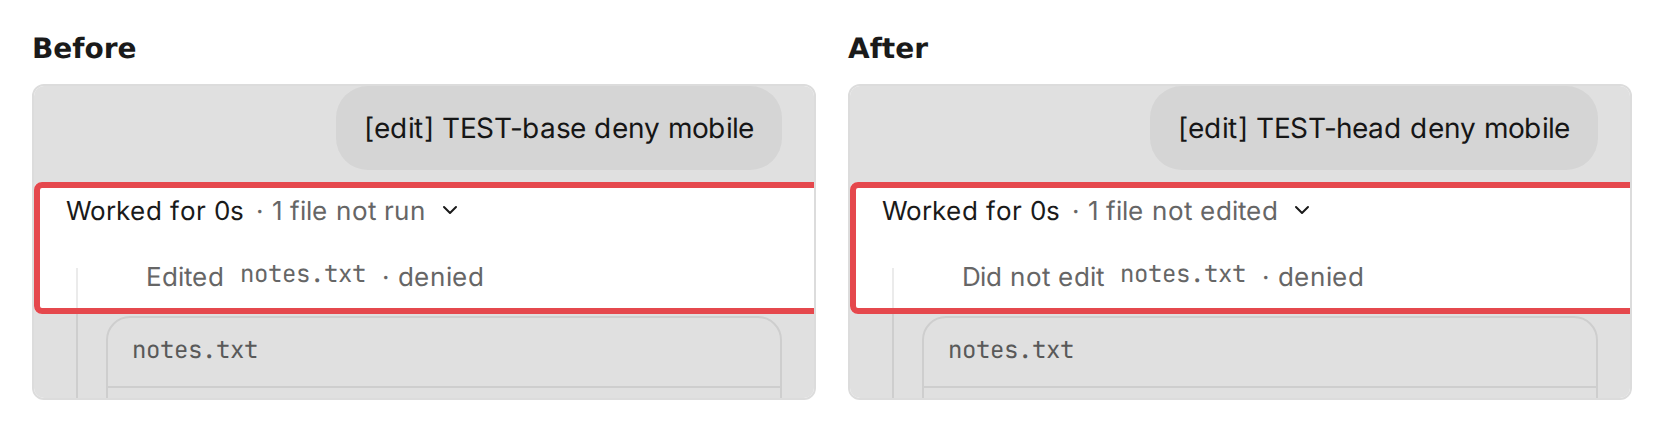 Before
[edit] TEST-base deny mobile
Worked for 0s · 1 file not run
Edited notes.txt · denied
notes.txt
After
[edit] TEST-head deny mobile
Worked for 0s · 1 file not edited
Did not edit notes.txt · denied
notes.txt